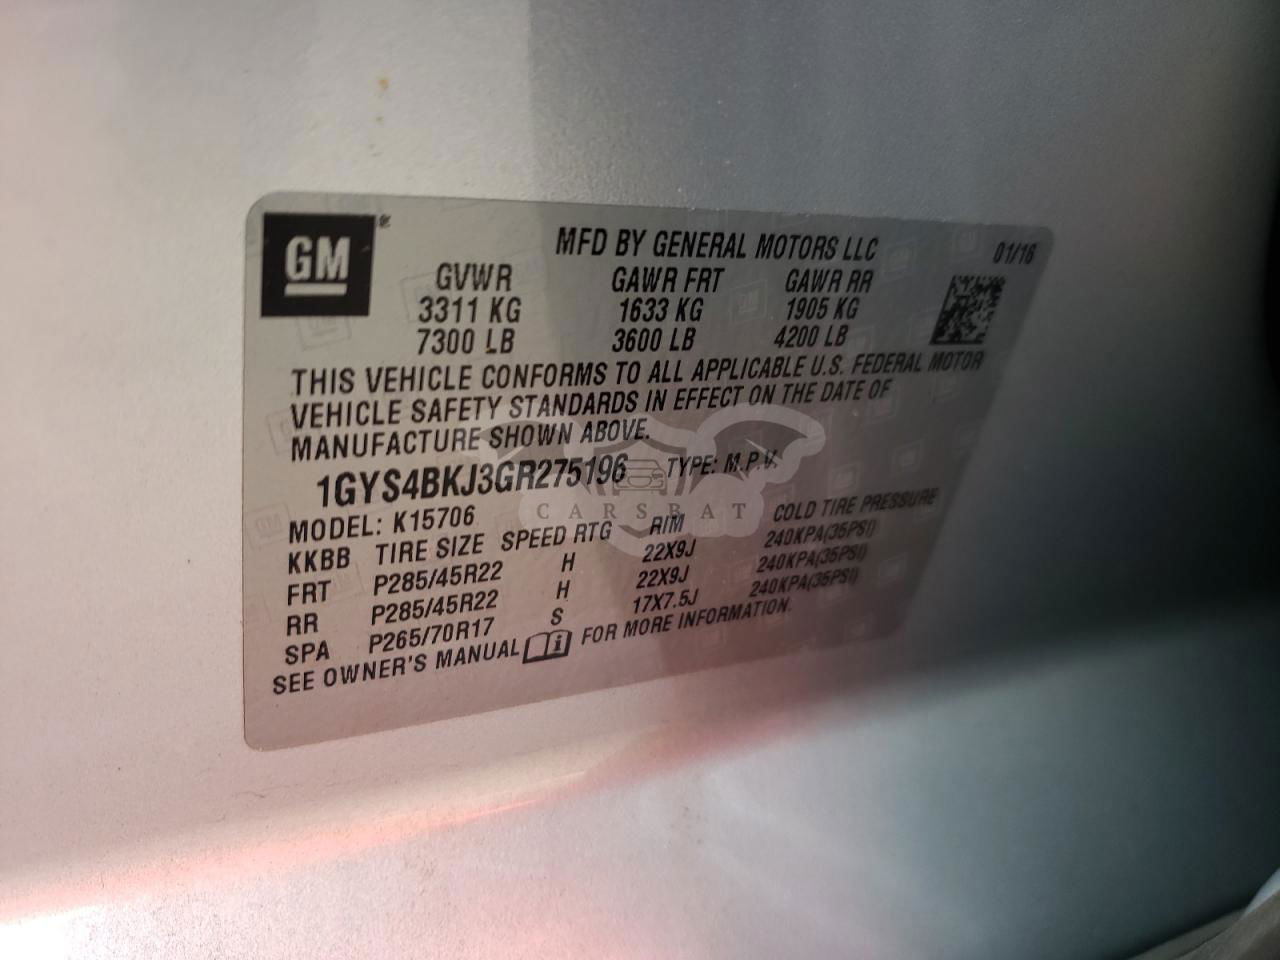 GM
MFD BY GENERAL MOTORS LLC 01/16
GVWR GAWR FRT GAWR RR
3311 KG 1633 KG 1905 KG
7300 LB 3600 LB 4200 LB
THIS VEHICLE CONFORMS TO ALL APPLICABLE U.S. FEDERAL MOTOR
VEHICLE SAFETY STANDARDS IN EFFECT ON THE DATE OF
MANUFACTURE SHOWN ABOVE.
1GYS4BKJ3GR275196 TYPE: M.P.V.
CARSBAT
MODEL: K15706
KKBB TIRE SIZE SPEED RTG RIM COLD TIRE PRESSURE
FRT P285/45R22 H 22X9J 240KPA(35PSI)
RR P285/45R22 H 22X9J 240KPA(35PSI)
SPA P265/70R17 S 17X7.5J 240KPA(35PSI)
SEE OWNER'S MANUAL i FOR MORE INFORMATION.